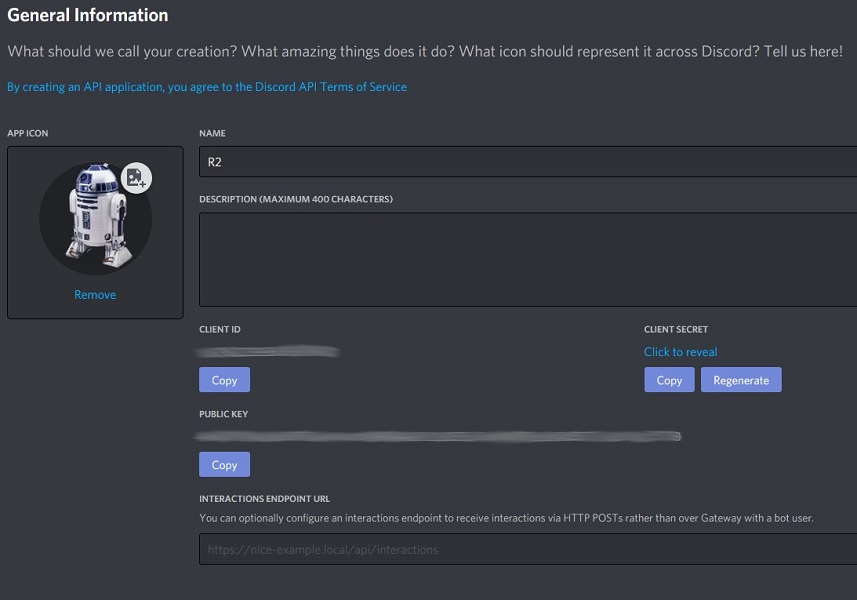 General Information
What should we call your creation? What amazing things does it do? What icon should represent it across Discord? Tell us here!
By creating an API application, you agree to the Discord API Terms of Service
APP ICON
Remove
NAME
R2
DESCRIPTION (MAXIMUM 400 CHARACTERS)
CLIENT ID
Copy
CLIENT SECRET
Click to reveal
Copy Regenerate
PUBLIC KEY
Copy
INTERACTIONS ENDPOINT URL
You can optionally configure an interactions endpoint to receive interactions via HTTP POSTs rather than over Gateway with a bot user.
https://nice-example.local/api/interactions